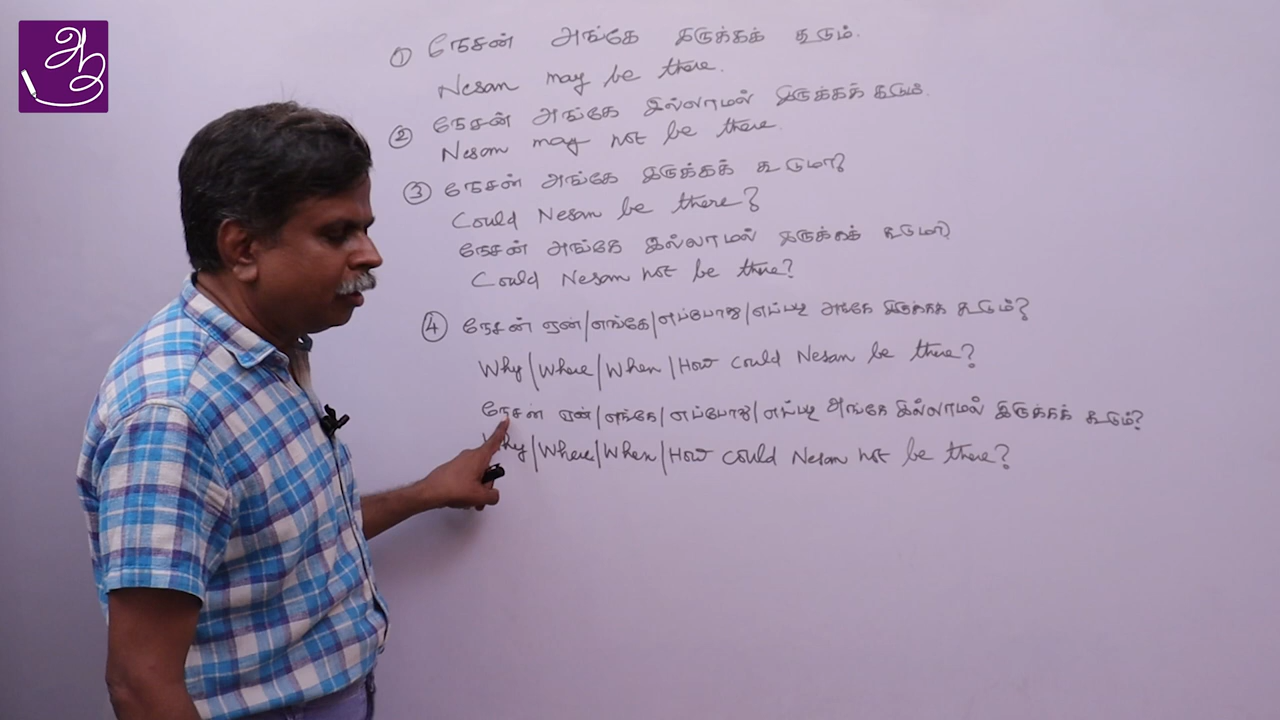 ① நேசன் அங்கே இருக்கக் கூடும்.
Nesan may be there.
② நேசன் அங்கே இல்லாமல் இருக்கக் கூடும்.
Nesan may not be there.
③ நேசன் அங்கே இருக்கக் கூடுமா?
Could Nesan be there?
நேசன் அங்கே இல்லாமல் இருக்கக் கூடுமா?
Could Nesan not be there?
④ நேசன் ஏன்/எங்கே/எப்போது/எப்படி அங்கே இருக்கக் கூடும்?
Why/Where/When/How could Nesan be there?
நேசன் ஏன்/எங்கே/எப்போது/எப்படி அங்கே இல்லாமல் இருக்கக் கூடும்?
Why/Where/When/How could Nesan not be there?